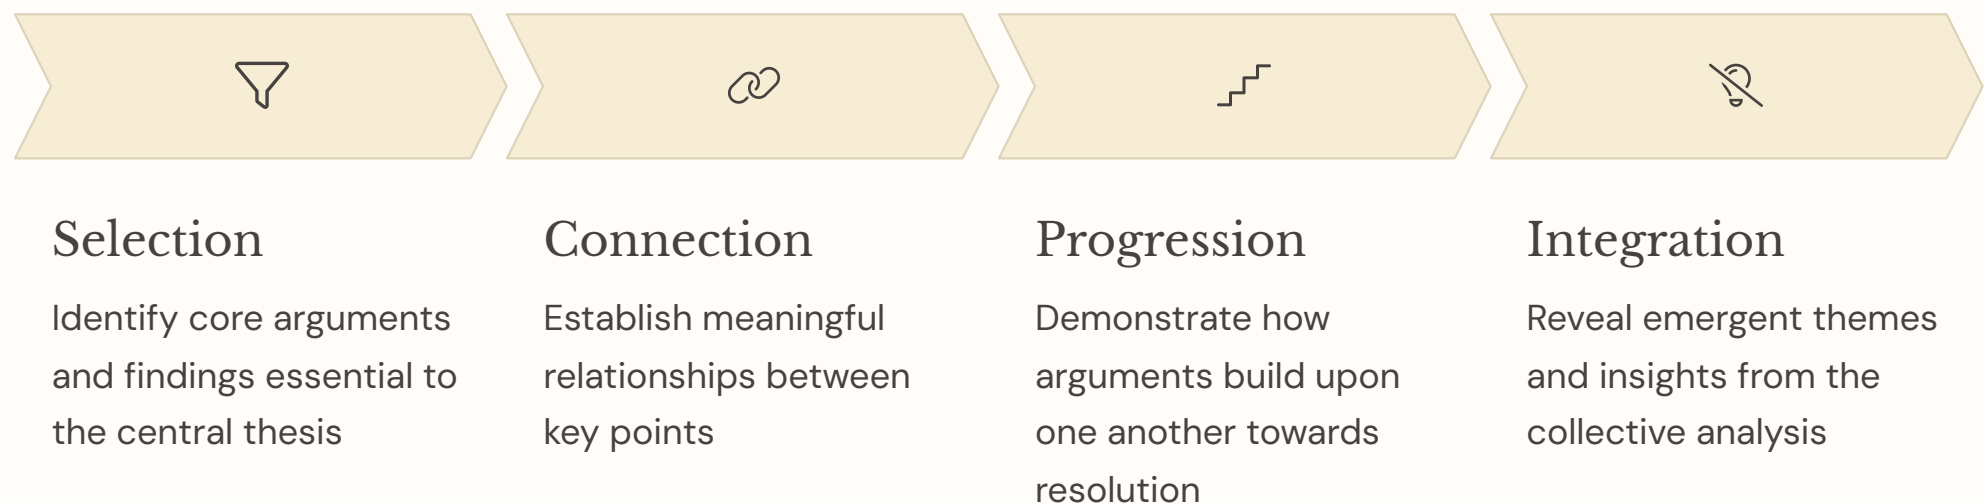 Selection
Identify core arguments
and findings essential to
the central thesis
Connection
Establish meaningful
relationships between
key points
Progression
Demonstrate how
arguments build upon
one another towards
resolution
Integration
Reveal emergent themes
and insights from the
collective analysis